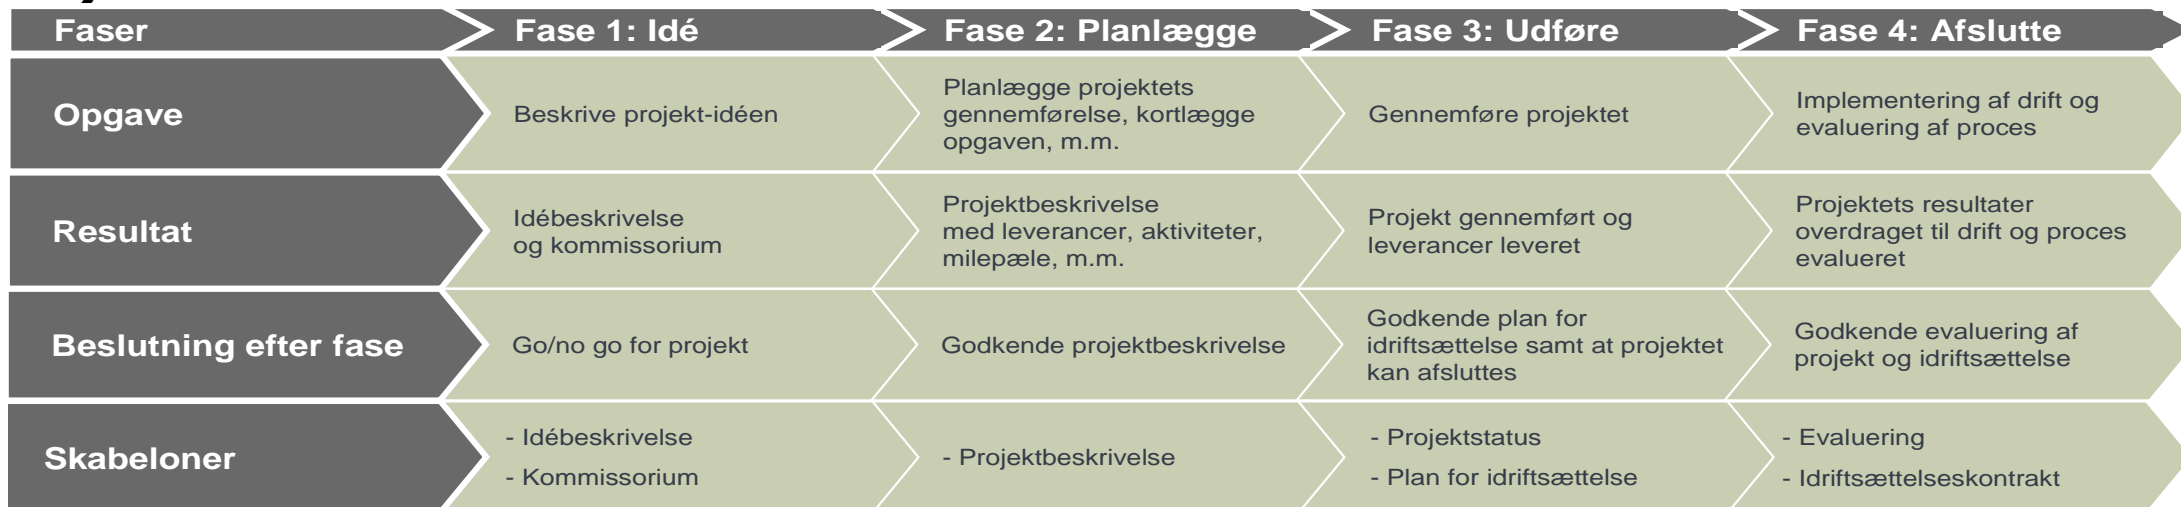 Faser
Fase 1: Idé
Fase 2: Planlægge
Fase 3: Udføre
Fase 4: Afslutte
Opgave
Beskrive projekt-idéen
Planlægge projektets
gennemførelse, kortlægge
opgaven, m.m.
Gennemføre projektet
Implementering af drift og
evaluering af proces
Resultat
Idébeskrivelse
og kommissorium
Projektbeskrivelse
med leverancer, aktiviteter,
milepæle, m.m.
Projekt gennemført og
leverancer leveret
Projektets resultater
overdraget til drift og proces
evalueret
Beslutning efter fase
Go/no go for projekt
Godkende projektbeskrivelse
Godkende plan for
idriftsættelse samt at projektet
kan afsluttes
Godkende evaluering af
projekt og idriftsættelse
Skabeloner
- Idébeskrivelse
- Kommissorium
- Projektbeskrivelse
- Projektstatus
- Plan for idriftsættelse
- Evaluering
- Idriftsættelseskontrakt